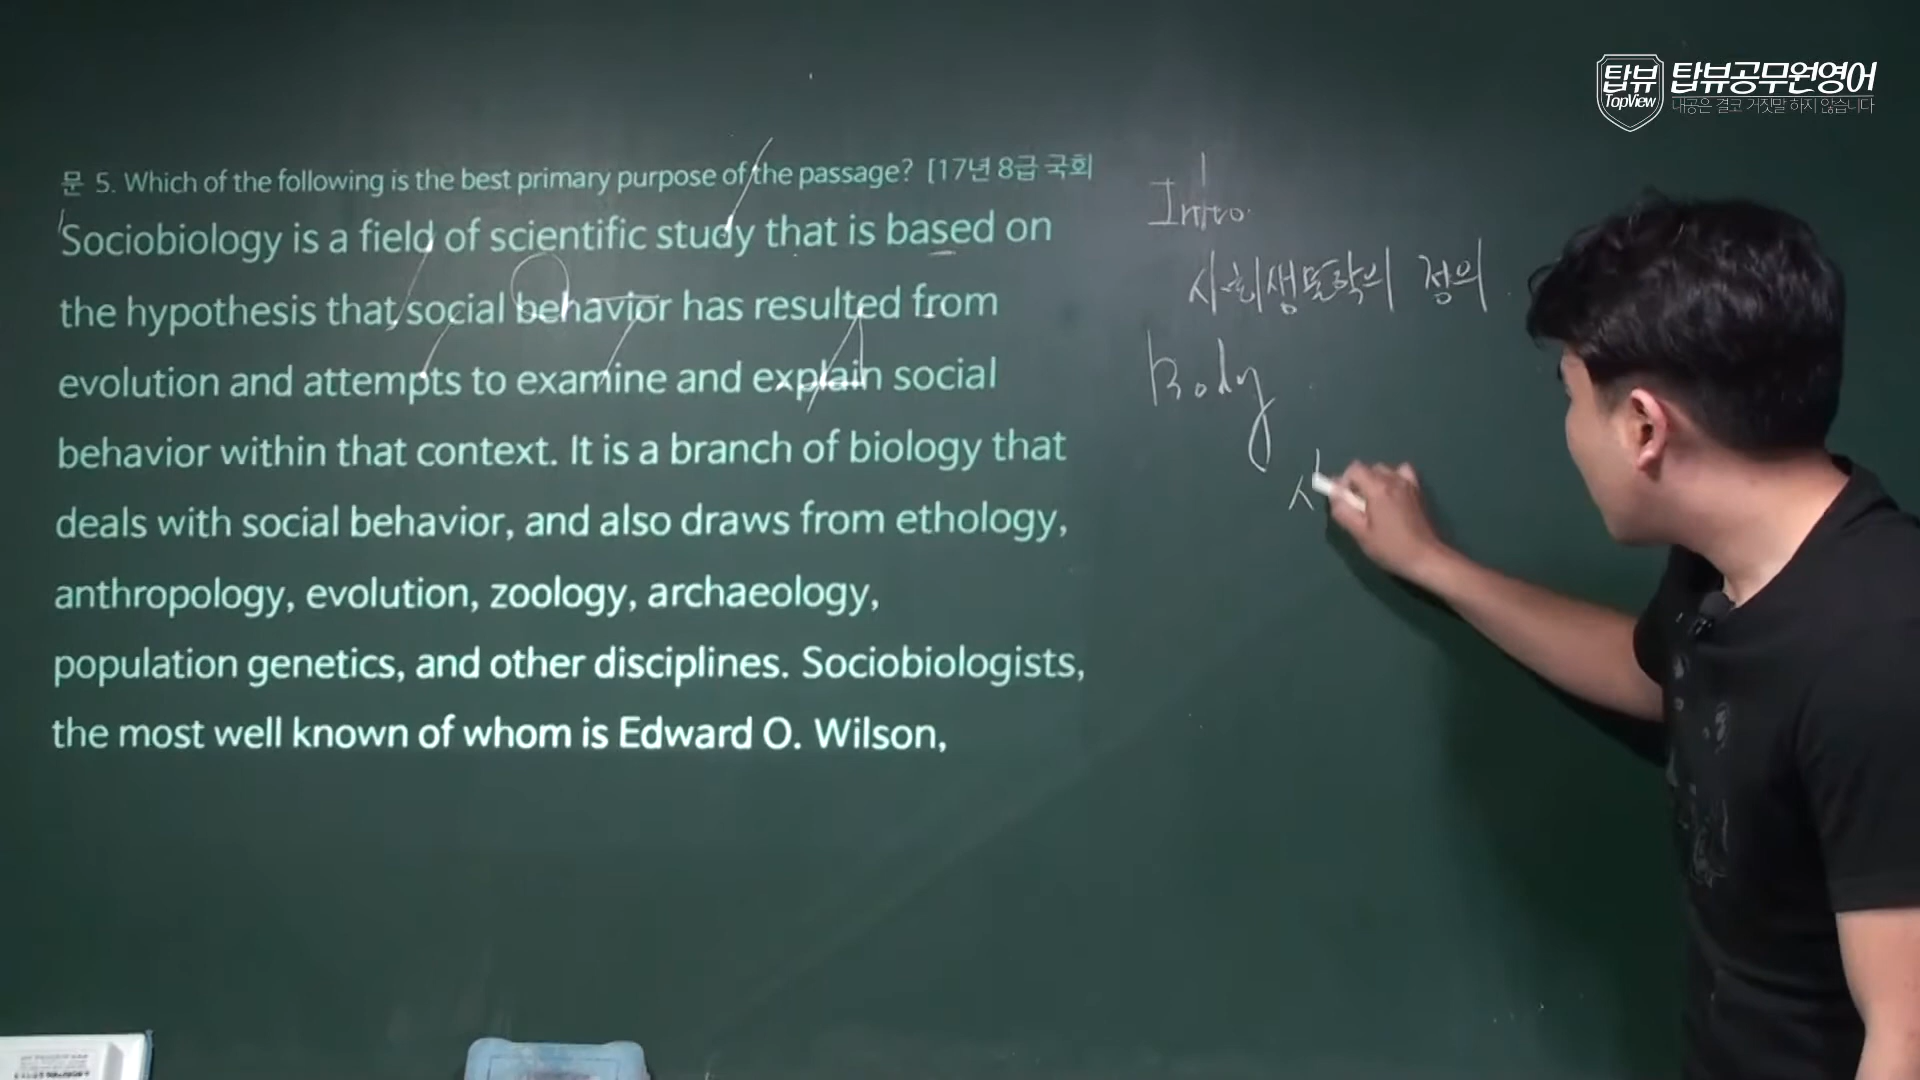 탑뷰
TopView
탑뷰공무원영어
내공은 결코 거짓말 하지 않습니다
문 5. Which of the following is the best primary purpose of the passage? [17년 8급 국회
Sociobiology is a field of scientific study that is based on
the hypothesis that social behavior has resulted from
evolution and attempts to examine and explain social
behavior within that context. It is a branch of biology that
deals with social behavior, and also draws from ethology,
anthropology, evolution, zoology, archaeology,
population genetics, and other disciplines. Sociobiologists,
the most well known of whom is Edward O. Wilson,
Intro.
사회생물학의 정의
Body
사